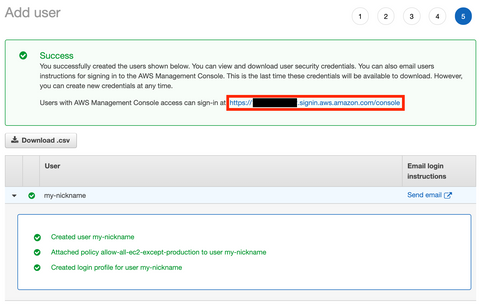 Add user
1 2 3 4 5
Success
You successfully created the users shown below. You can view and download user security credentials. You can also email users
instructions for signing in to the AWS Management Console. This is the last time these credentials will be available to download. However,
you can create new credentials at any time.
Users with AWS Management Console access can sign-in at https:// .signin.aws.amazon.com/console
Download .csv
User
Email login
instructions
my-nickname
Send email
Created user my-nickname
Attached policy allow-all-ec2-except-production to user my-nickname
Created login profile for user my-nickname